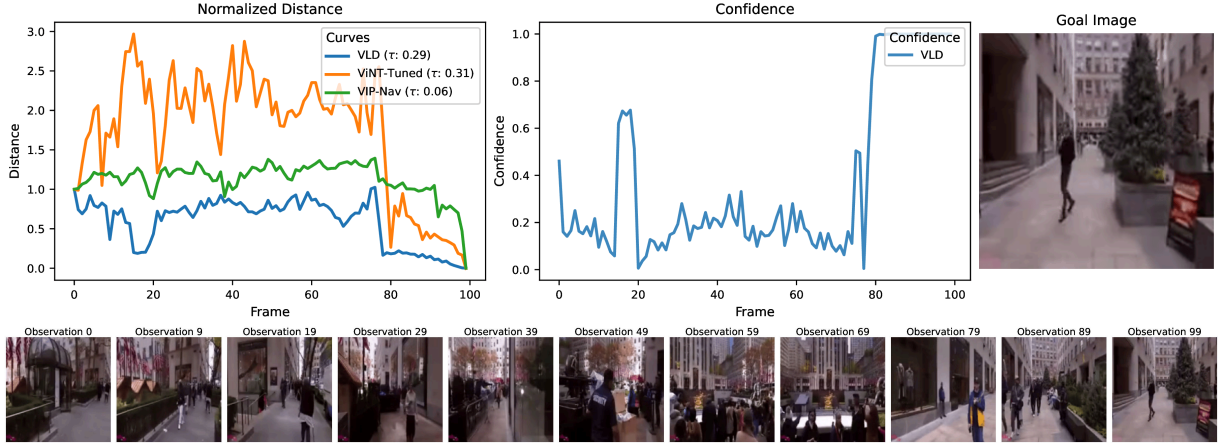 Normalized Distance
Distance
3.0
2.5
2.0
1.5
1.0
0.5
0.0
0 20 40 60 80 100
Frame
Curves
VLD (τ: 0.29)
ViNT-Tuned (τ: 0.31)
VIP-Nav (τ: 0.06)
Confidence
Confidence
1.0
0.8
0.6
0.4
0.2
0.0
0 20 40 60 80 100
Frame
Confidence
VLD
Goal Image
Observation 0 Observation 9 Observation 19 Observation 29 Observation 39 Observation 49 Observation 59 Observation 69 Observation 79 Observation 89 Observation 99